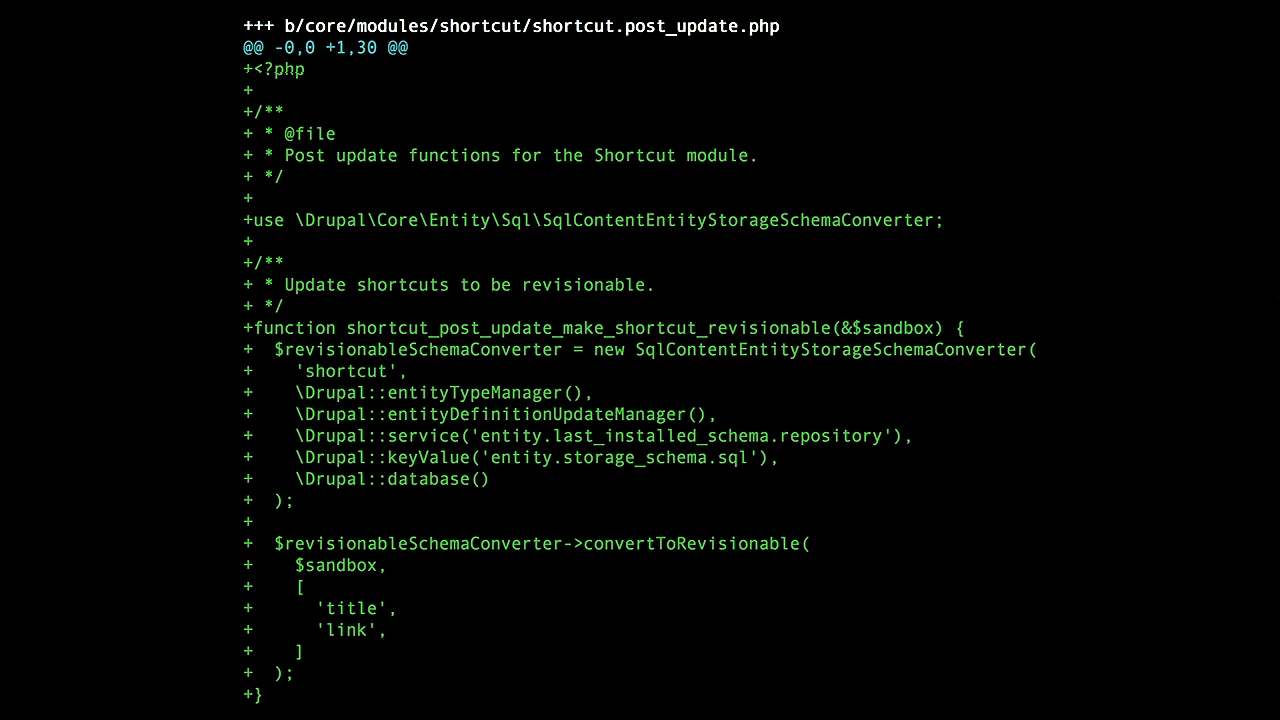 +++ b/core/modules/shortcut/shortcut.post_update.php
@@ -0,0 +1,30 @@
+<?php
+
+/**
+ * @file
+ * Post update functions for the Shortcut module.
+ */
+
+use \Drupal\Core\Entity\Sql\SqlContentEntityStorageSchemaConverter;
+
+/**
+ * Update shortcuts to be revisionable.
+ */
+function shortcut_post_update_make_shortcut_revisionable(&$sandbox) {
+  $revisionableSchemaConverter = new SqlContentEntityStorageSchemaConverter(
+    'shortcut',
+    \Drupal::entityTypeManager(),
+    \Drupal::entityDefinitionUpdateManager(),
+    \Drupal::service('entity.last_installed_schema.repository'),
+    \Drupal::keyValue('entity.storage_schema.sql'),
+    \Drupal::database()
+  );
+
+  $revisionableSchemaConverter->convertToRevisionable(
+    $sandbox,
+    [
+      'title',
+      'link',
+    ]
+  );
+}